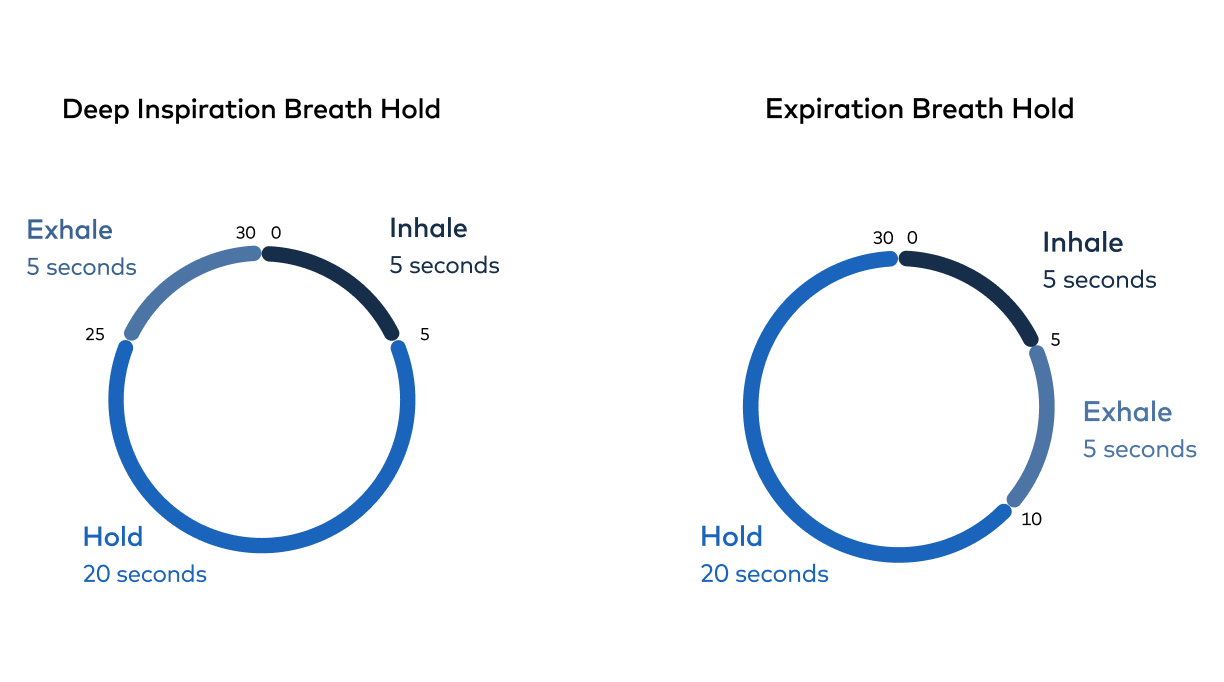 Deep Inspiration Breath Hold
Exhale
5 seconds
30 0
Inhale
5 seconds
25
5
Hold
20 seconds
Expiration Breath Hold
30 0
Inhale
5 seconds
5
Exhale
5 seconds
10
Hold
20 seconds